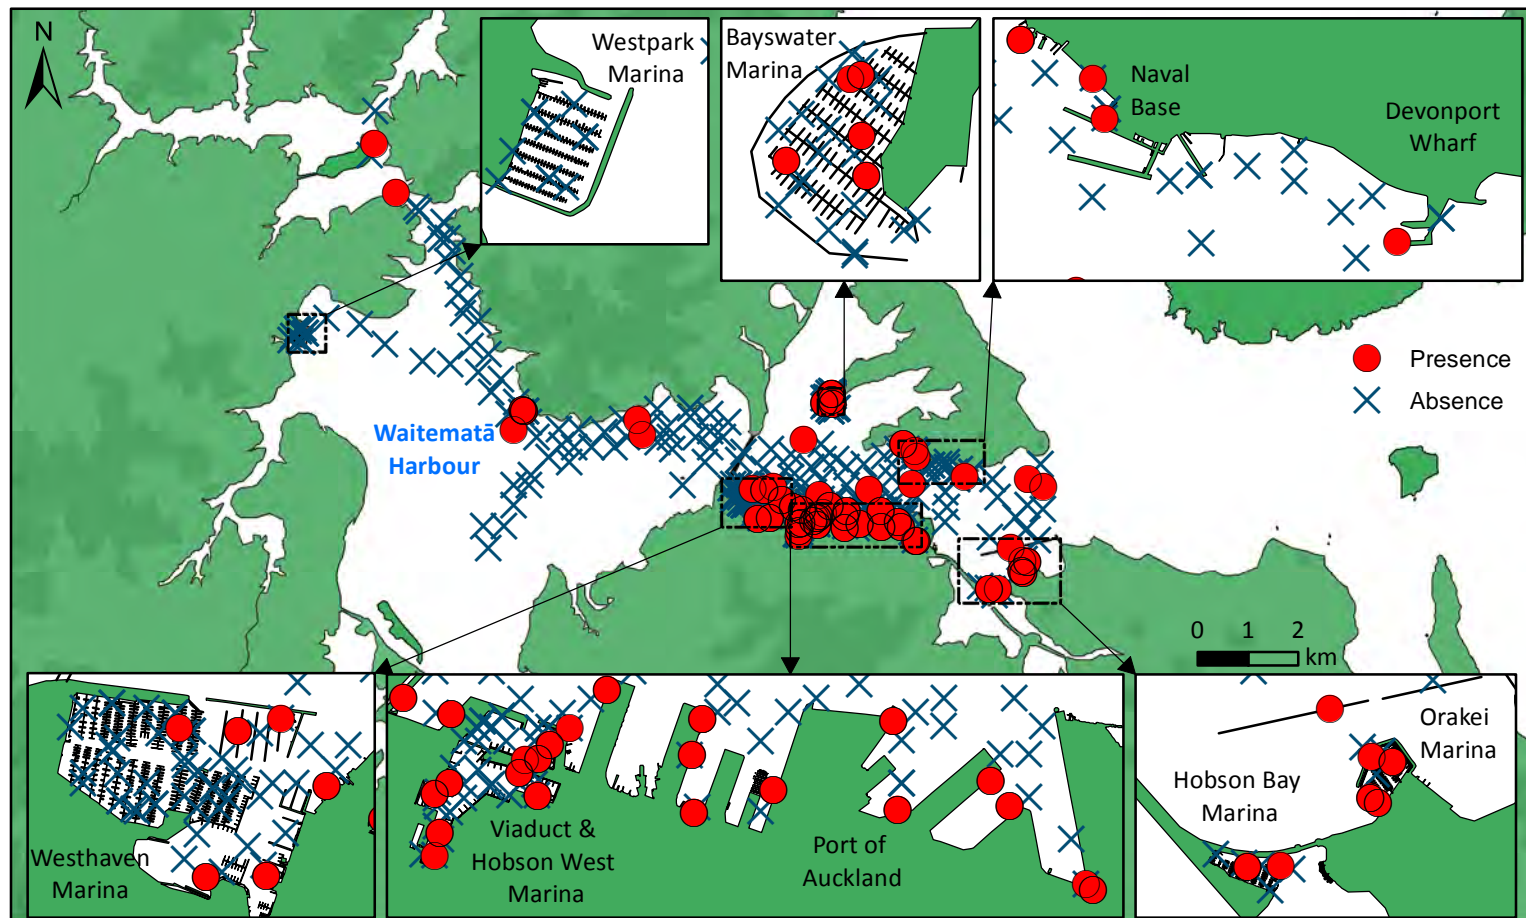 N
Westpark
Marina
Bayswater
Marina
Naval
Base
Devonport
Wharf
Presence
Absence
Waitematā
Harbour
0 1 2
km
Westhaven
Marina
Viaduct &
Hobson West
Marina
Port of
Auckland
Hobson Bay
Marina
Orakei
Marina